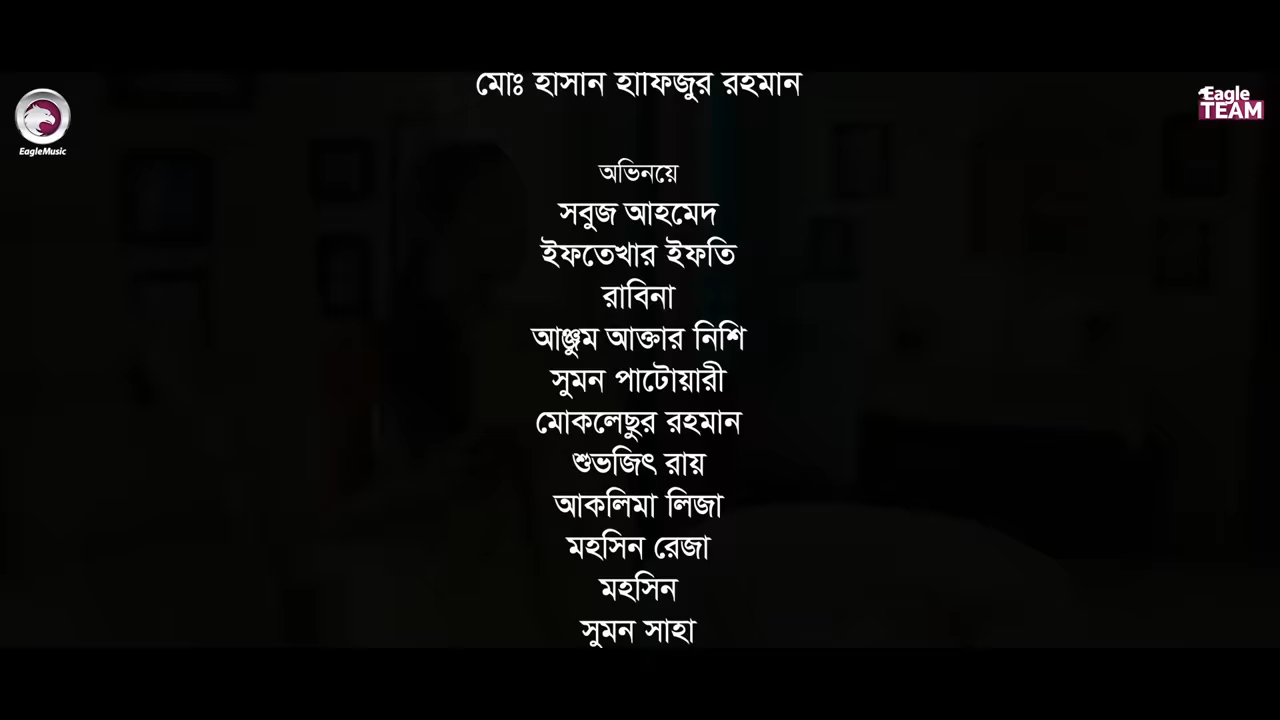 মোঃ হাসান হাফিজুর রহমান
EagleMusic
Eagle
TEAM
অভিনয়ে
সবুজ আহমেদ
ইফতেখার ইফতি
রাবিনা
আঞ্জুম আক্তার নিশি
সুমন পাটোয়ারী
মোকলেছুর রহমান
শুভজিৎ রায়
আকলিমা লিজা
মহসিন রেজা
মহসিন
সুমন সাহা